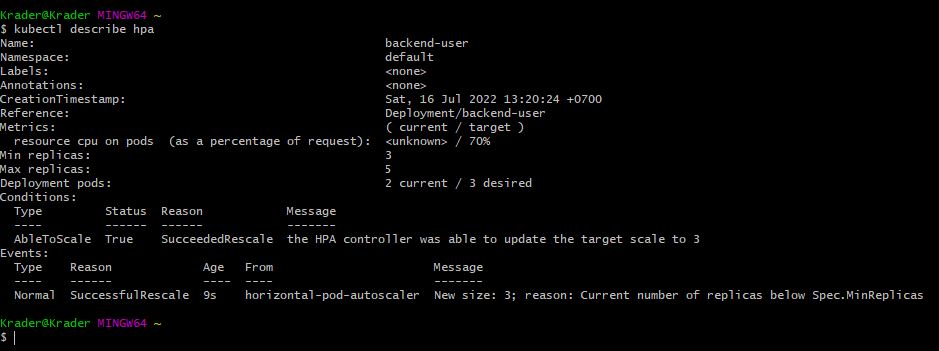 Krader@Krader MINGW64 ~
$ kubectl describe hpa
Name: backend-user
Namespace: default
Labels: <none>
Annotations: <none>
CreationTimestamp: Sat, 16 Jul 2022 13:20:24 +0700
Reference: Deployment/backend-user
Metrics: ( current / target )
  resource cpu on pods  (as a percentage of request): <unknown> / 70%
Min replicas: 3
Max replicas: 5
Deployment pods: 2 current / 3 desired
Conditions:
  Type         Status  Reason            Message
  ----         ------  ------            -------
  AbleToScale  True    SucceededRescale  the HPA controller was able to update the target scale to 3
Events:
  Type    Reason             Age  From                       Message
  ----    ------             ----  ----                       -------
  Normal  SuccessfulRescale  9s    horizontal-pod-autoscaler  New size: 3; reason: Current number of replicas below Spec.MinReplicas
Krader@Krader MINGW64 ~
$